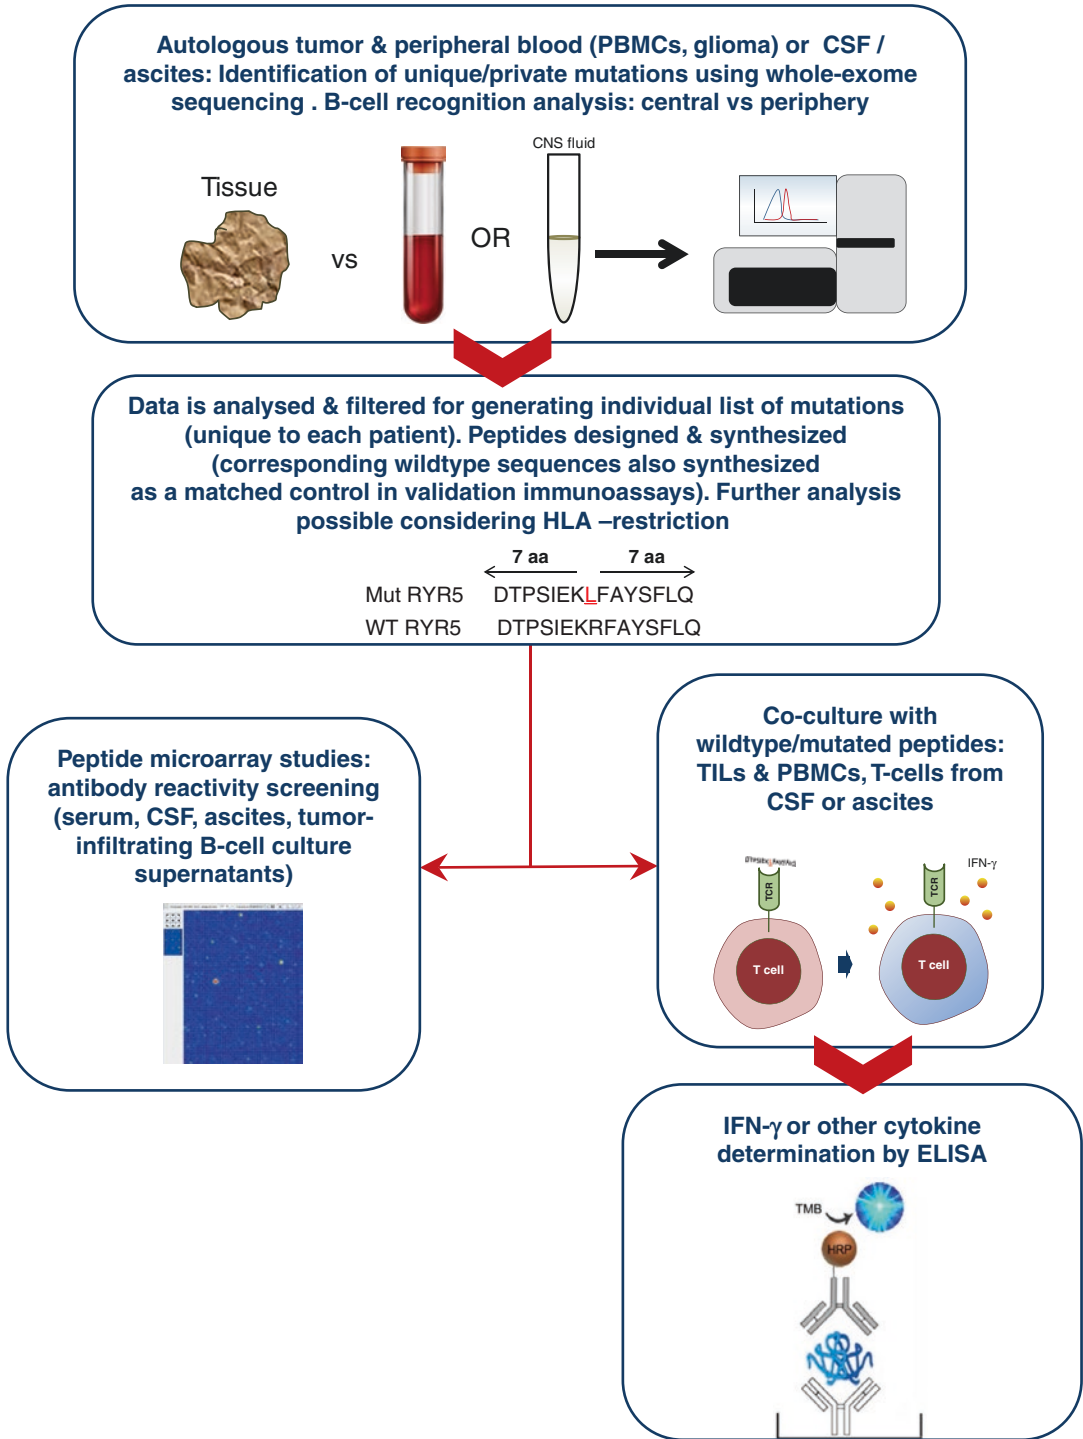 Autologous tumor & peripheral blood (PBMCs, glioma) or CSF /
ascites: Identification of unique/private mutations using whole-exome
sequencing . B-cell recognition analysis: central vs periphery
CNS fluid
Tissue
vs
OR
Data is analysed & filtered for generating individual list of mutations
(unique to each patient). Peptides designed & synthesized
(corresponding wildtype sequences also synthesized
as a matched control in validation immunoassays). Further analysis
possible considering HLA –restriction
7 aa 7 aa
Mut RYR5 DTPSIEKLFAYSFLQ
WT RYR5 DTPSIEKRFAYSFLQ
Peptide microarray studies:
antibody reactivity screening
(serum, CSF, ascites, tumor-
infiltrating B-cell culture
supernatants)
Co-culture with
wildtype/mutated peptides:
TILs & PBMCs, T-cells from
CSF or ascites
IFN-γ
TCR
TCR
T cell
T cell
IFN-γ or other cytokine
determination by ELISA
TMB
HRP